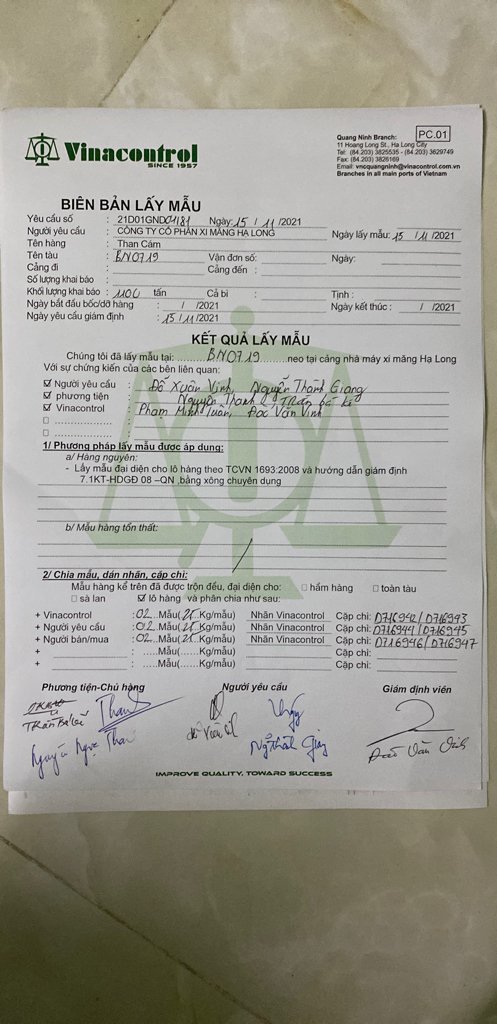 Vinacontrol
SINCE 1957
PC.01
Quang Ninh Branch:
11 Hoang Long St., Ha Long City
Tel: (84.203) 3825535 - (84.203) 3829749
Fax: (84.203) 3826169
Email: vncquangninh@vinacontrol.com.vn
Branches in all main ports of Vietnam
BIÊN BẢN LẤY MẪU
Yêu cầu số : 21D01GND04181 Ngày: 15 / 11 /2021
Người yêu cầu : CÔNG TY CỔ PHẦN XI MĂNG HẠ LONG Ngày lấy mẫu: 15 /11 /2021
Tên hàng : Than Cám
Tên tàu : BN0719 Vận đơn số: Ngày:
Cảng đi : Cảng đến :
Số lượng khai báo :
Khối lượng khai báo : 1100 tấn Cả bì : Tịnh :
Ngày bắt đầu bốc/dỡ hàng : / /2021 Ngày kết thúc : / /2021
Ngày yêu cầu giám định : 15/11/2021
KẾT QUẢ LẤY MẪU
Chúng tôi đã lấy mẫu tại: BN0719 neo tại cảng nhà máy xi măng Hạ Long
Với sự chứng kiến của các bên liên quan:
☑ Người yêu cầu : Đỗ Xuân Vinh, Nguyễn Thành Giang
☑ phương tiện : Nguyễn Thanh Trần
☑ Vinacontrol : Phạm Minh Tuân, Đào Văn Vinh
☐ .................... :
☐ .................... :
1/ Phương pháp lấy mẫu được áp dụng:
a/ Hàng nguyên:
- Lấy mẫu đại diện cho lô hàng theo TCVN 1693:2008 và hướng dẫn giám định
7.1KT-HDGĐ 08 –QN ,bằng xông chuyên dụng
b/ Mẫu hàng tổn thất:
/
2/ Chia mẫu, dán nhãn, cặp chì:
Mẫu hàng kể trên đã được trộn đều, đại diện cho: ☐ hầm hàng ☐ toàn tàu
☐ sà lan ☑ lô hàng và phân chia như sau:
+ Vinacontrol :02..Mẫu( Kg/mẫu) Nhãn Vinacontrol Cặp chì: D716942/D716943
+ Người yêu cầu :02..Mẫu( Kg/mẫu) Nhãn Vinacontrol Cặp chì: D716944/D716945
+ Người bán/mua :02..Mẫu( Kg/mẫu) Nhãn Vinacontrol Cặp chì: D716946/D716947
+ : .....Mẫu(......Kg/mẫu) Cặp chì:
+ : .....Mẫu(......Kg/mẫu) Cặp chì:
Phương tiện-Chủ hàng Người yêu cầu Giám định viên
Đào Văn Vinh
IMPROVE QUALITY, TOWARD SUCCESS